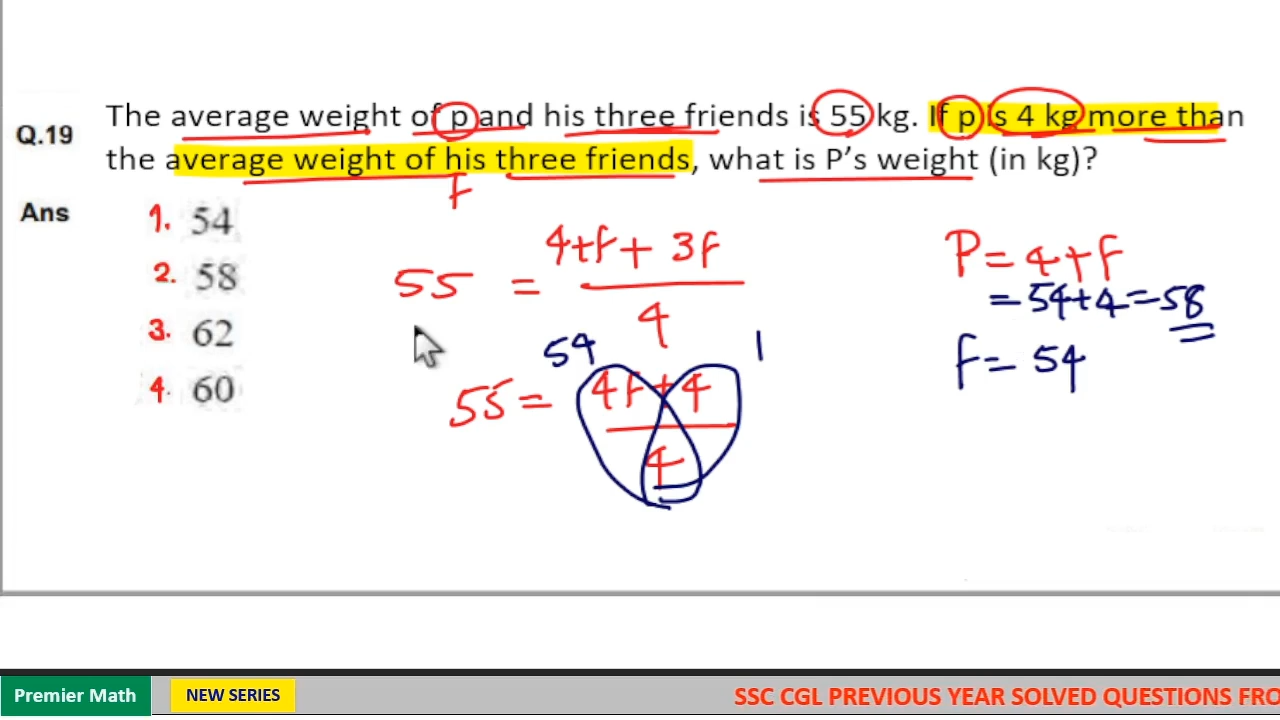 Q.19
The average weight of p and his three friends is 55 kg. If p is 4 kg more than
the average weight of his three friends, what is P's weight (in kg)?
F
Ans
1. 54
2. 58
3. 62
4. 60
55 = 4+F + 3F
4
54
1
55 = 4F+4
4
P = 4+F
= 54+4=58
F = 54
Premier Math
NEW SERIES
SSC CGL PREVIOUS YEAR SOLVED QUESTIONS FRO